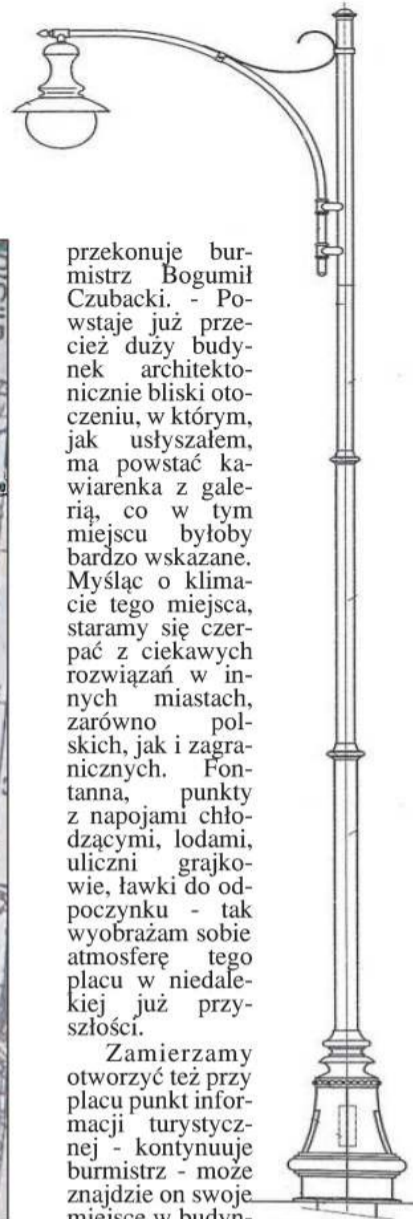 przekonuje bur-
mistrz Bogumił
Czubacki. - Po-
wstaje już prze-
cież duży budy-
nek architekto-
nicznie bliski oto-
czeniu, w którym,
jak usłyszałem,
ma powstać ka-
wiarenka z gale-
rią, co w tym
miejscu byłoby
bardzo wskazane.
Myśląc o klima-
cie tego miejsca,
staramy się czer-
pać z ciekawych
rozwiązań w in-
nych miastach,
zarówno pol-
skich, jak i zagra-
nicznych. Fon-
tanna, punkty
z napojami chło-
dzącymi, lodami,
uliczni grajko-
wie, ławki do od-
poczynku - tak
wyobrażam sobie
atmosferę tego
placu w niedale-
kiej już przy-
szłości.
Zamierzamy
otworzyć też przy
placu punkt infor-
macji turystycz-
nej - kontynuuje
burmistrz - może
znajdzie on swoje
miejsce w budyn-